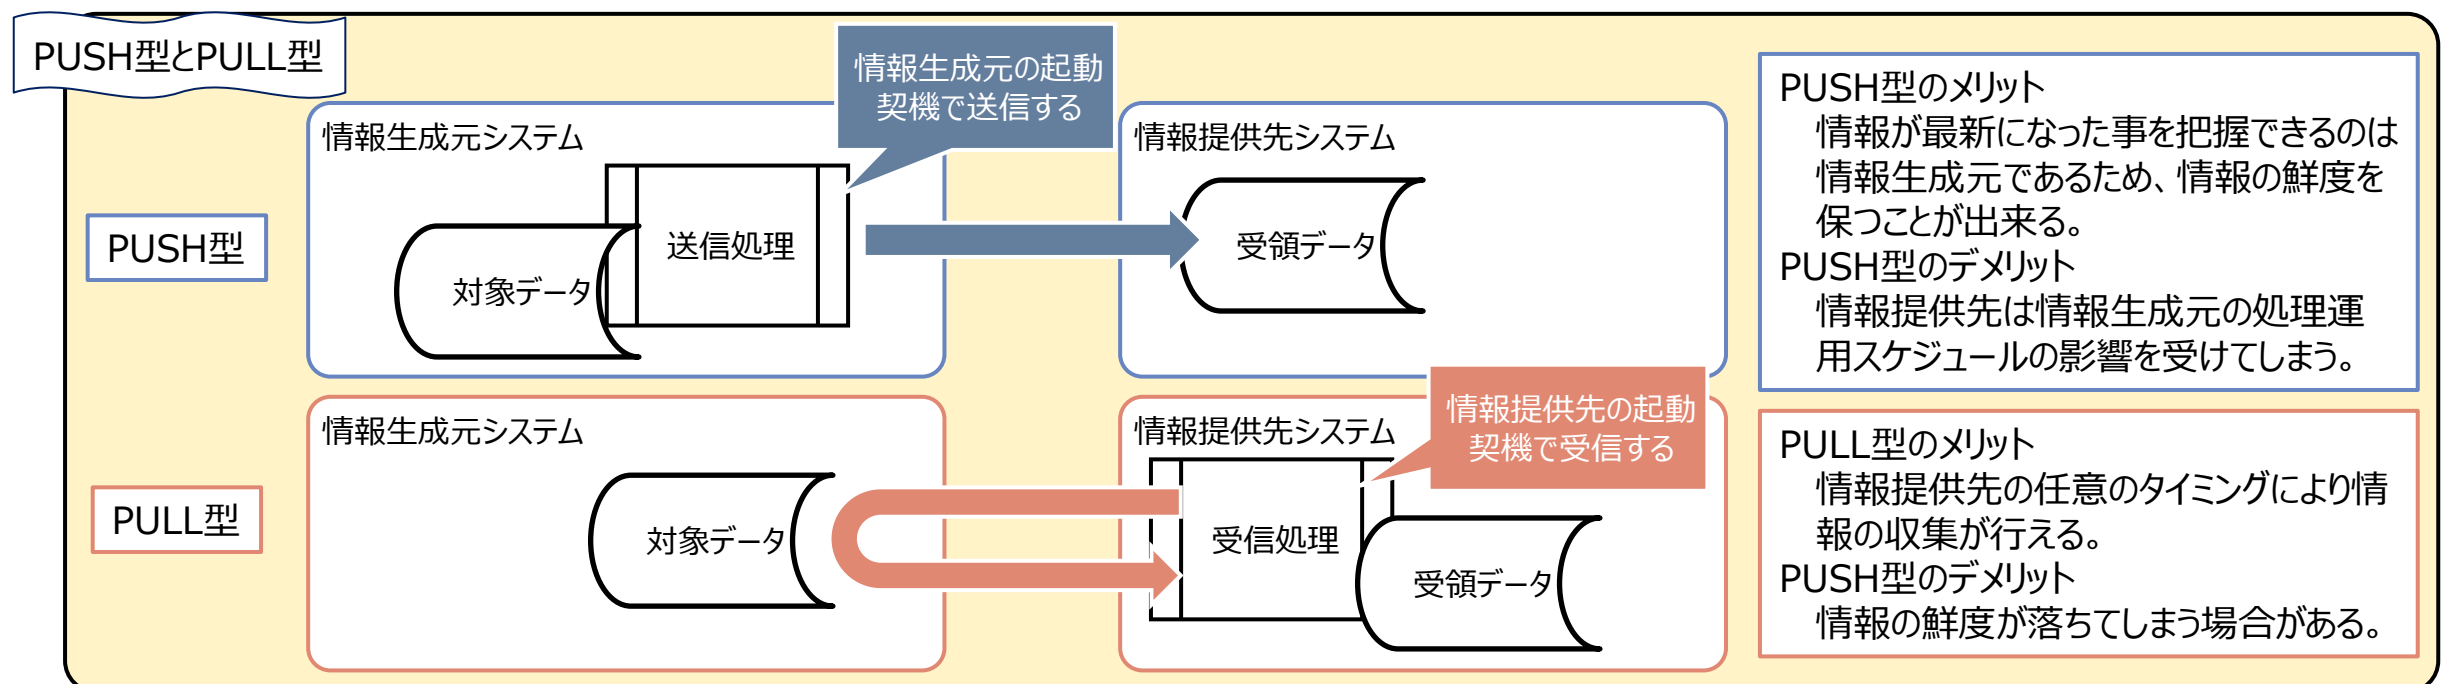 PUSH型とPULL型
情報生成元の起動
契機で送信する
情報生成元システム
情報提供先システム
PUSH型
送信処理
対象データ
受領データ
PUSH型のメリット
情報が最新になった事を把握できるのは
情報生成元であるため、情報の鮮度を
保つことが出来る。
PUSH型のデメリット
情報提供先は情報生成元の処理運
用スケジュールの影響を受けてしまう。
情報生成元システム
情報提供先システム
情報提供先の起動
契機で受信する
PULL型
対象データ
受信処理
受領データ
PULL型のメリット
情報提供先の任意のタイミングにより情
報の収集が行える。
PUSH型のデメリット
情報の鮮度が落ちてしまう場合がある。